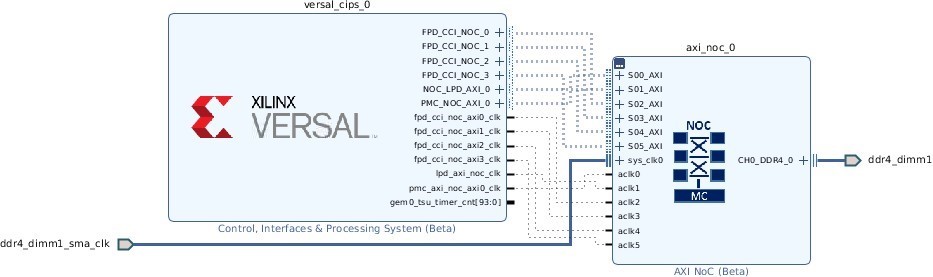 versal_cips_0
FPD_CCI_NOC_0
FPD_CCI_NOC_1
FPD_CCI_NOC_2
FPD_CCI_NOC_3
NOC_LPD_AXI_0
PMC_NOC_AXI_0
fpd_cci_noc_axi0_clk
fpd_cci_noc_axi1_clk
fpd_cci_noc_axi2_clk
fpd_cci_noc_axi3_clk
lpd_axi_noc_clk
pmc_axi_noc_axi0_clk
gem0_tsu_timer_cnt[93:0]
XILINX
VERSAL
Control, Interfaces & Processing System (Beta)
ddr4_dimm1_sma_clk
axi_noc_0
S00_AXI
S01_AXI
S02_AXI
S03_AXI
S04_AXI
S05_AXI
sys_clk0
aclk0
aclk1
aclk2
aclk3
aclk4
aclk5
NOC
MC
CH0_DDR4_0
AXI NoC (Beta)
ddr4_dimm1